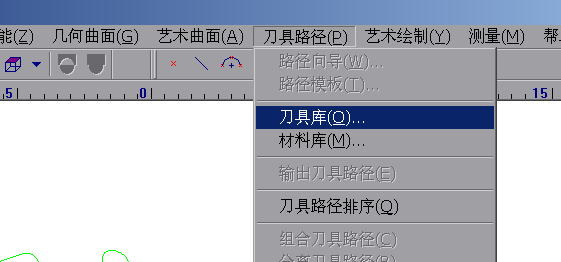 能(Z) 几何曲面(G) 艺术曲面(A) 刀具路径(P) 艺术绘制(Y) 测量(M) 帮
路径向导(W)...
路径模板(T)...
5 0 15
刀具库(O)...
材料库(M)...
输出刀具路径(E)
刀具路径排序(Q)
组合刀具路径(C)